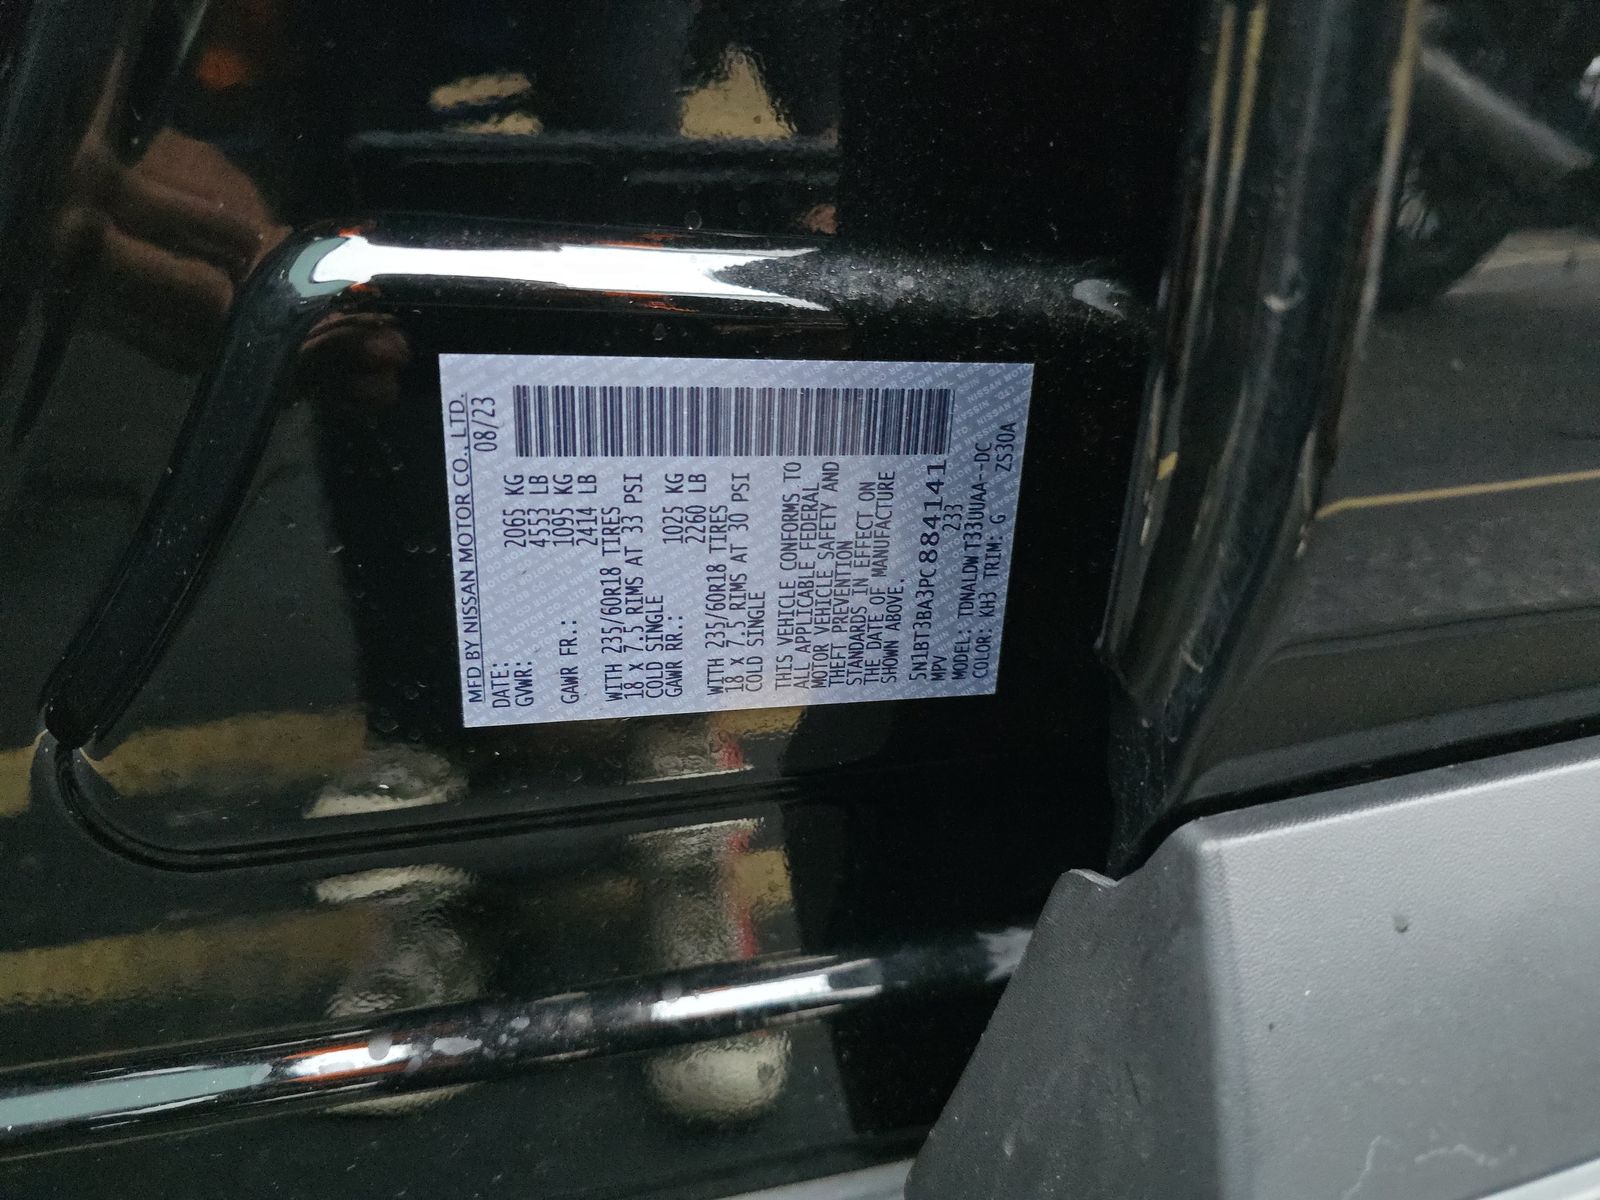 MFD BY NISSAN MOTOR CO., LTD.
DATE: 08/23
GVWR: 2065 KG
4553 LB
GAWR FR.: 1095 KG
2414 LB
WITH 235/60R18 TIRES
18 x 7.5 RIMS AT 33 PSI
COLD SINGLE
GAWR RR.: 1025 KG
2260 LB
WITH 235/60R18 TIRES
18 x 7.5 RIMS AT 30 PSI
COLD SINGLE
THIS VEHICLE CONFORMS TO
ALL APPLICABLE FEDERAL
MOTOR VEHICLE SAFETY AND
THEFT PREVENTION
STANDARDS IN EFFECT ON
THE DATE OF MANUFACTURE
SHOWN ABOVE.
5N1BT3BA3PC884141
MPV 233
MODEL: TDNALDWT33UUAA--DC
COLOR: KH3 TRIM: G ZS30A